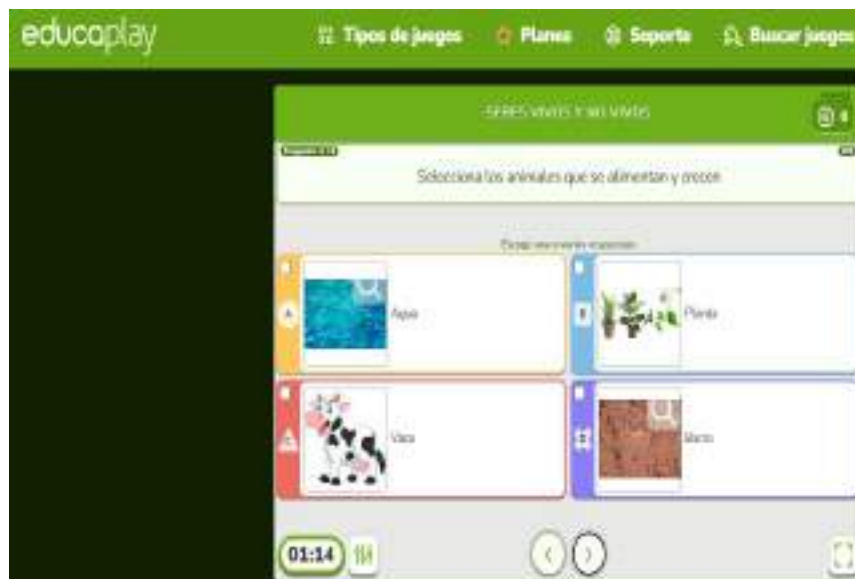 educaplay
Tipos de juegos
Planes
Soporte
Buscar juegos
SERES VIVOS Y NO VIVOS
Selecciona los animales que se alimentan y crecen
A
Agua
B
Planta
C
Vaca
D
Barro
01:14